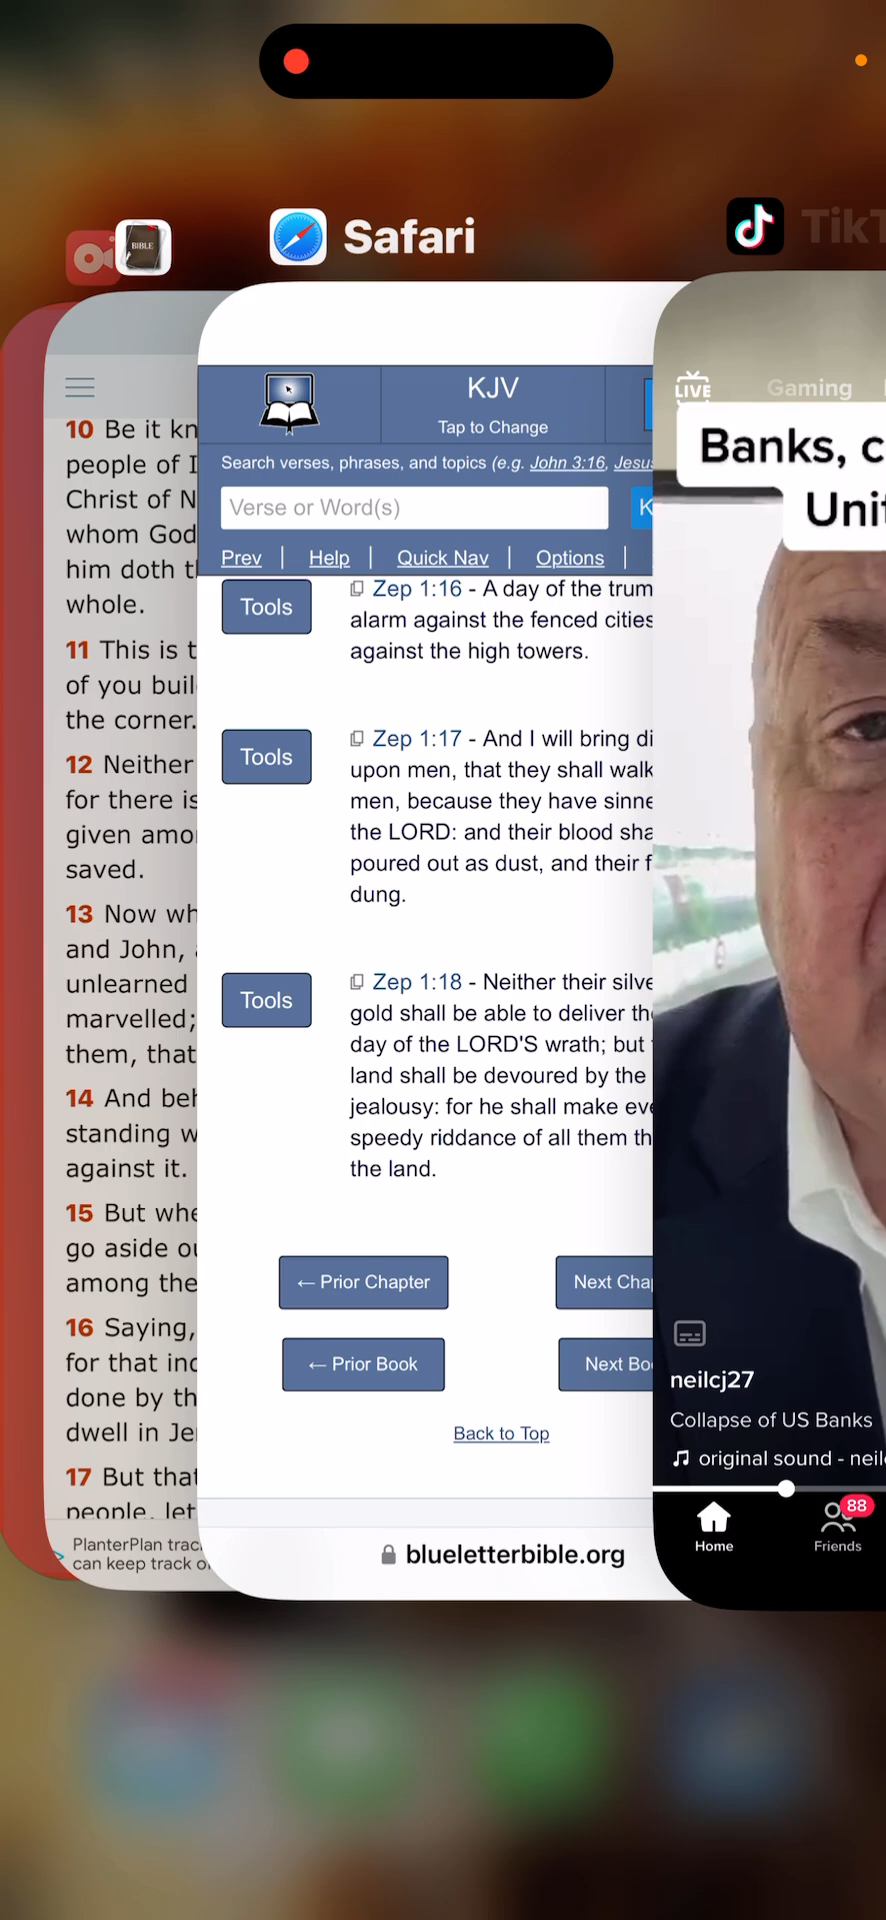 BIBLE
Safari
TikT
10 Be it kn
people of I
Christ of N
whom God
him doth t
whole.
11 This is t
of you buil
the corner.
12 Neither
for there is
given amo
saved.
13 Now wh
and John,
unlearned
marvelled;
them, that
14 And beh
standing w
against it.
15 But whe
go aside ou
among the
16 Saying,
for that ind
done by th
dwell in Je
17 But that
people, let
PlanterPlan trac
can keep track o
KJV
Tap to Change
Search verses, phrases, and topics (e.g. John 3:16, Jesus
Verse or Word(s)
K
Prev | Help | Quick Nav | Options |
Tools
Zep 1:16 - A day of the trum
alarm against the fenced cities
against the high towers.
Tools
Zep 1:17 - And I will bring di
upon men, that they shall walk
men, because they have sinne
the LORD: and their blood sha
poured out as dust, and their f
dung.
Tools
Zep 1:18 - Neither their silve
gold shall be able to deliver the
day of the LORD'S wrath; but
land shall be devoured by the
jealousy: for he shall make eve
speedy riddance of all them th
the land.
← Prior Chapter
Next Chap
← Prior Book
Next Boo
Back to Top
blueletterbible.org
LIVE
Gaming
Banks, c
Unit
neilcj27
Collapse of US Banks
original sound - neilc
88
Home
Friends